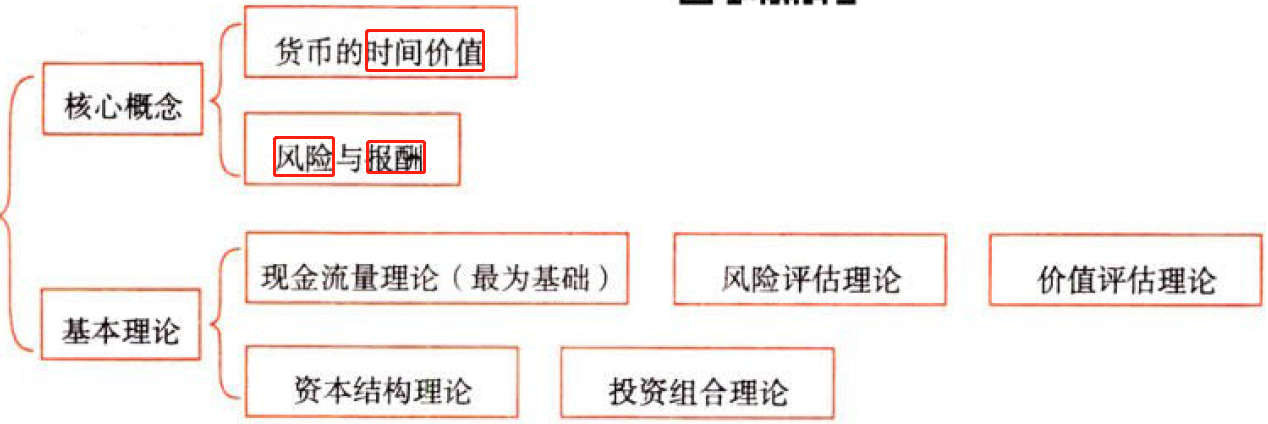 货币的时间价值
核心概念
风险与报酬
现金流量理论（最为基础） 风险评估理论 价值评估理论
基本理论
资本结构理论 投资组合理论